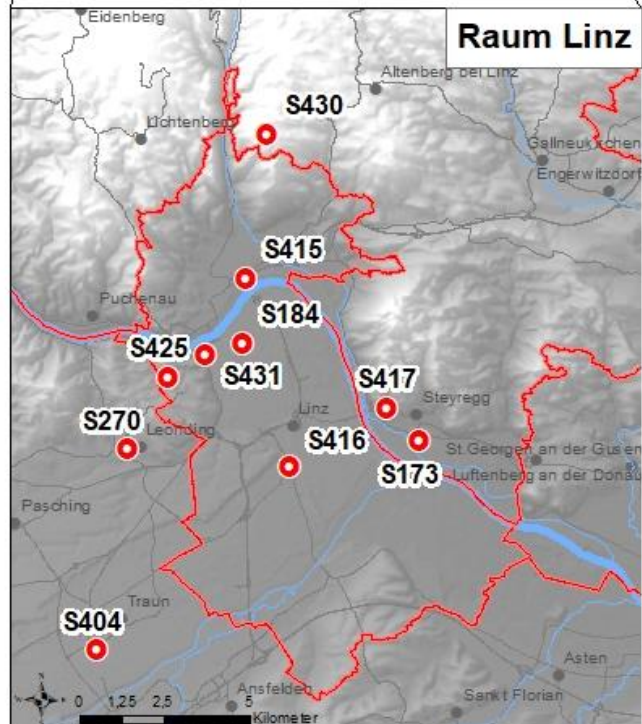 Eidenberg
Raum Linz
Altenberg bei Linz
S430
Lichtenberg
Gallneukirchen
Engerwitzdorf
S415
Puchenau
S184
S425
S431
S417
Steyregg
S270
Linz
Leonding
S416
St.Georgen an der Gusen
S173
Luftenberg an der Donau
Pasching
Traun
S404
Asten
Ansfelden
Sankt Florian
N
W
0 1,25 2,5 5
Kilometer